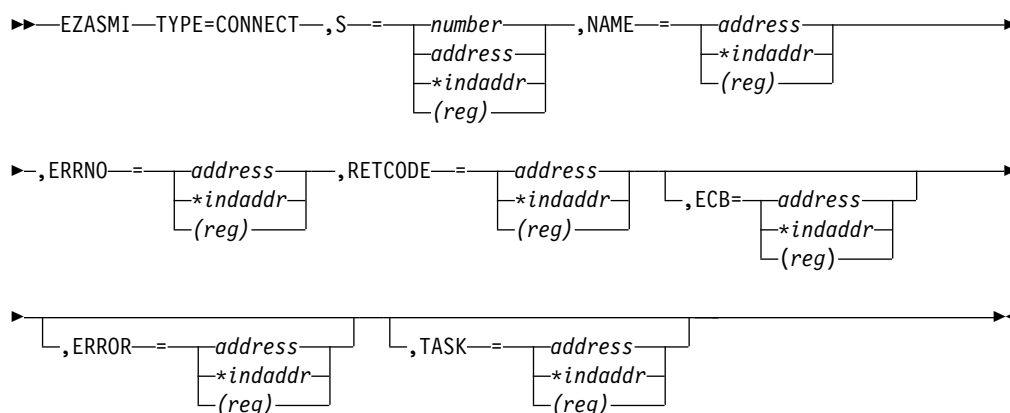 EZASMI TYPE=CONNECT ,S = number ,NAME = address
address *indaddr
*indaddr (reg)
(reg)
,ERRNO = address ,RETCODE = address
*indaddr *indaddr ,ECB= address
(reg) (reg) *indaddr
(reg)
,ERROR = address ,TASK = address
*indaddr *indaddr
(reg) (reg)